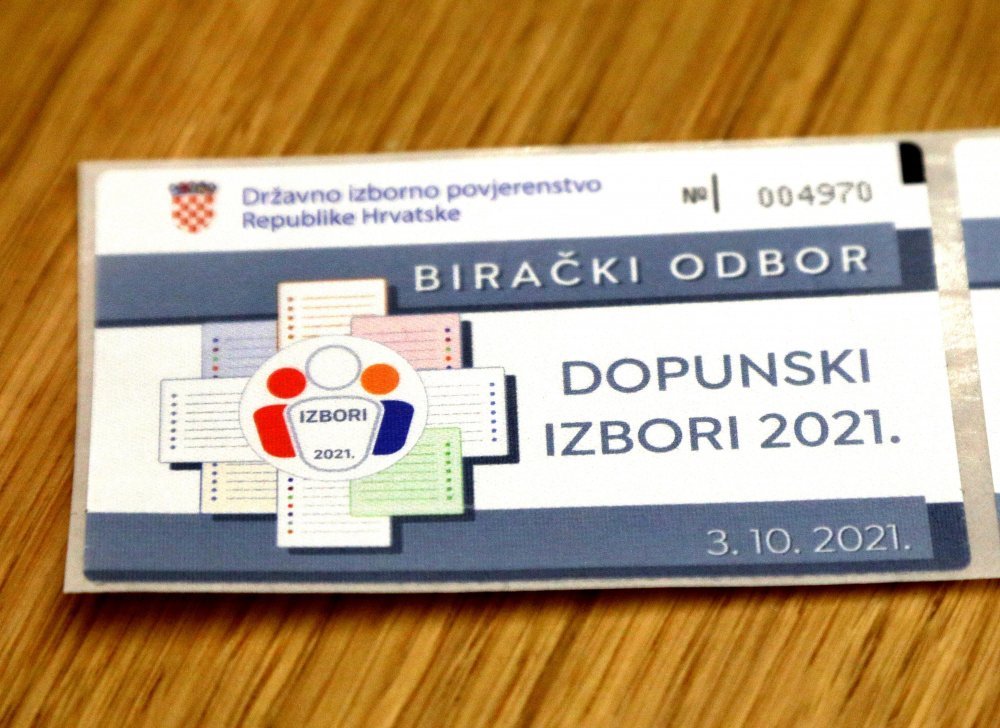 Državno izborno povjerenstvo
Republike Hrvatske
№ 004970
BIRAČKI ODBOR
IZBORI
2021.
DOPUNSKI
IZBORI 2021.
3. 10. 2021.